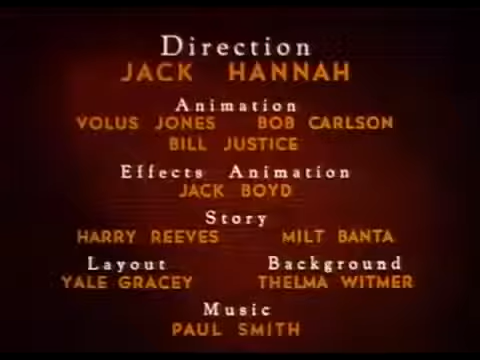 Direction
JACK HANNAH
Animation
VOLUS JONES BOB CARLSON
BILL JUSTICE
Effects Animation
JACK BOYD
Story
HARRY REEVES MILT BANTA
Layout Background
YALE GRACEY THELMA WITMER
Music
PAUL SMITH